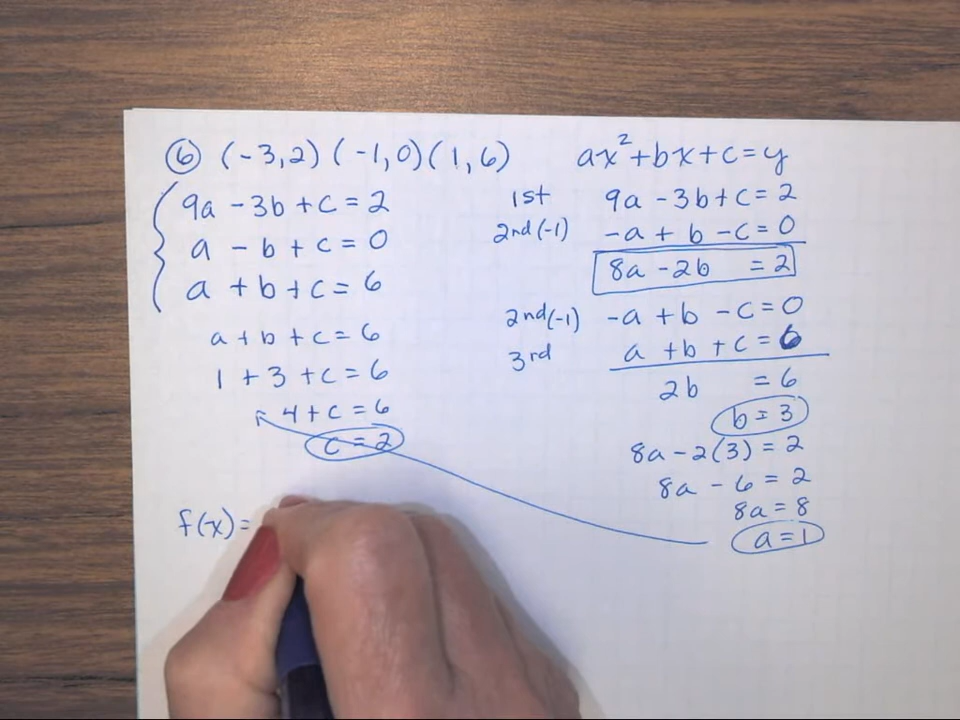 ⑥ (-3,2) (-1,0) (1,6)
9a - 3b + c = 2
a - b + c = 0
a + b + c = 6
a + b + c = 6
1 + 3 + c = 6
4 + c = 6
c = 2
f(x) =
ax² + bx + c = y
1st 9a - 3b + c = 2
2nd (-1) -a + b - c = 0
8a - 2b = 2
2nd (-1) -a + b - c = 0
3rd a + b + c = 6
2b = 6
b = 3
8a - 2(3) = 2
8a - 6 = 2
8a = 8
a = 1